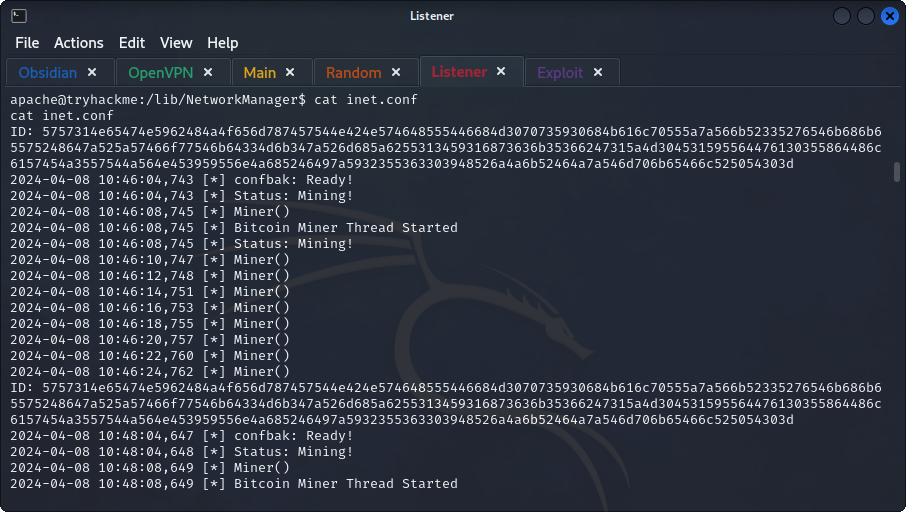 Listener
File Actions Edit View Help
Obsidian × OpenVPN × Main × Random × Listener × Exploit ×
apache@tryhackme:/lib/NetworkManager$ cat inet.conf
cat inet.conf
ID: 5757314e65474e5962484a4f656d787457544e424e574648555446684d3070735930684b616c70555a7a566b52335276546b686b6
55575248647a525a57466f77546b64334d6b347a526d685a6255313459316873636b35366247315a4d3045315955644476130355864486c
6157454a3557544a564e453959556e4a685246497a5932355363303948526a4a6b52464a7a546d706b65466c525054303d
2024-04-08 10:46:04,743 [*] confbak: Ready!
2024-04-08 10:46:04,743 [*] Status: Mining!
2024-04-08 10:46:08,745 [*] Miner()
2024-04-08 10:46:08,745 [*] Bitcoin Miner Thread Started
2024-04-08 10:46:08,745 [*] Status: Mining!
2024-04-08 10:46:10,747 [*] Miner()
2024-04-08 10:46:12,748 [*] Miner()
2024-04-08 10:46:14,751 [*] Miner()
2024-04-08 10:46:16,753 [*] Miner()
2024-04-08 10:46:18,755 [*] Miner()
2024-04-08 10:46:20,757 [*] Miner()
2024-04-08 10:46:22,760 [*] Miner()
2024-04-08 10:46:24,762 [*] Miner()
ID: 5757314e65474e5962484a4f656d787457544e424e574648555446684d3070735930684b616c70555a7a566b52335276546b686b6
55575248647a525a57466f77546b64334d6b347a526d685a6255313459316873636b35366247315a4d3045315955644476130355864486c
6157454a3557544a564e453959556e4a685246497a5932355363303948526a4a6b52464a7a546d706b65466c525054303d
2024-04-08 10:48:04,647 [*] confbak: Ready!
2024-04-08 10:48:04,648 [*] Status: Mining!
2024-04-08 10:48:08,649 [*] Miner()
2024-04-08 10:48:08,649 [*] Bitcoin Miner Thread Started